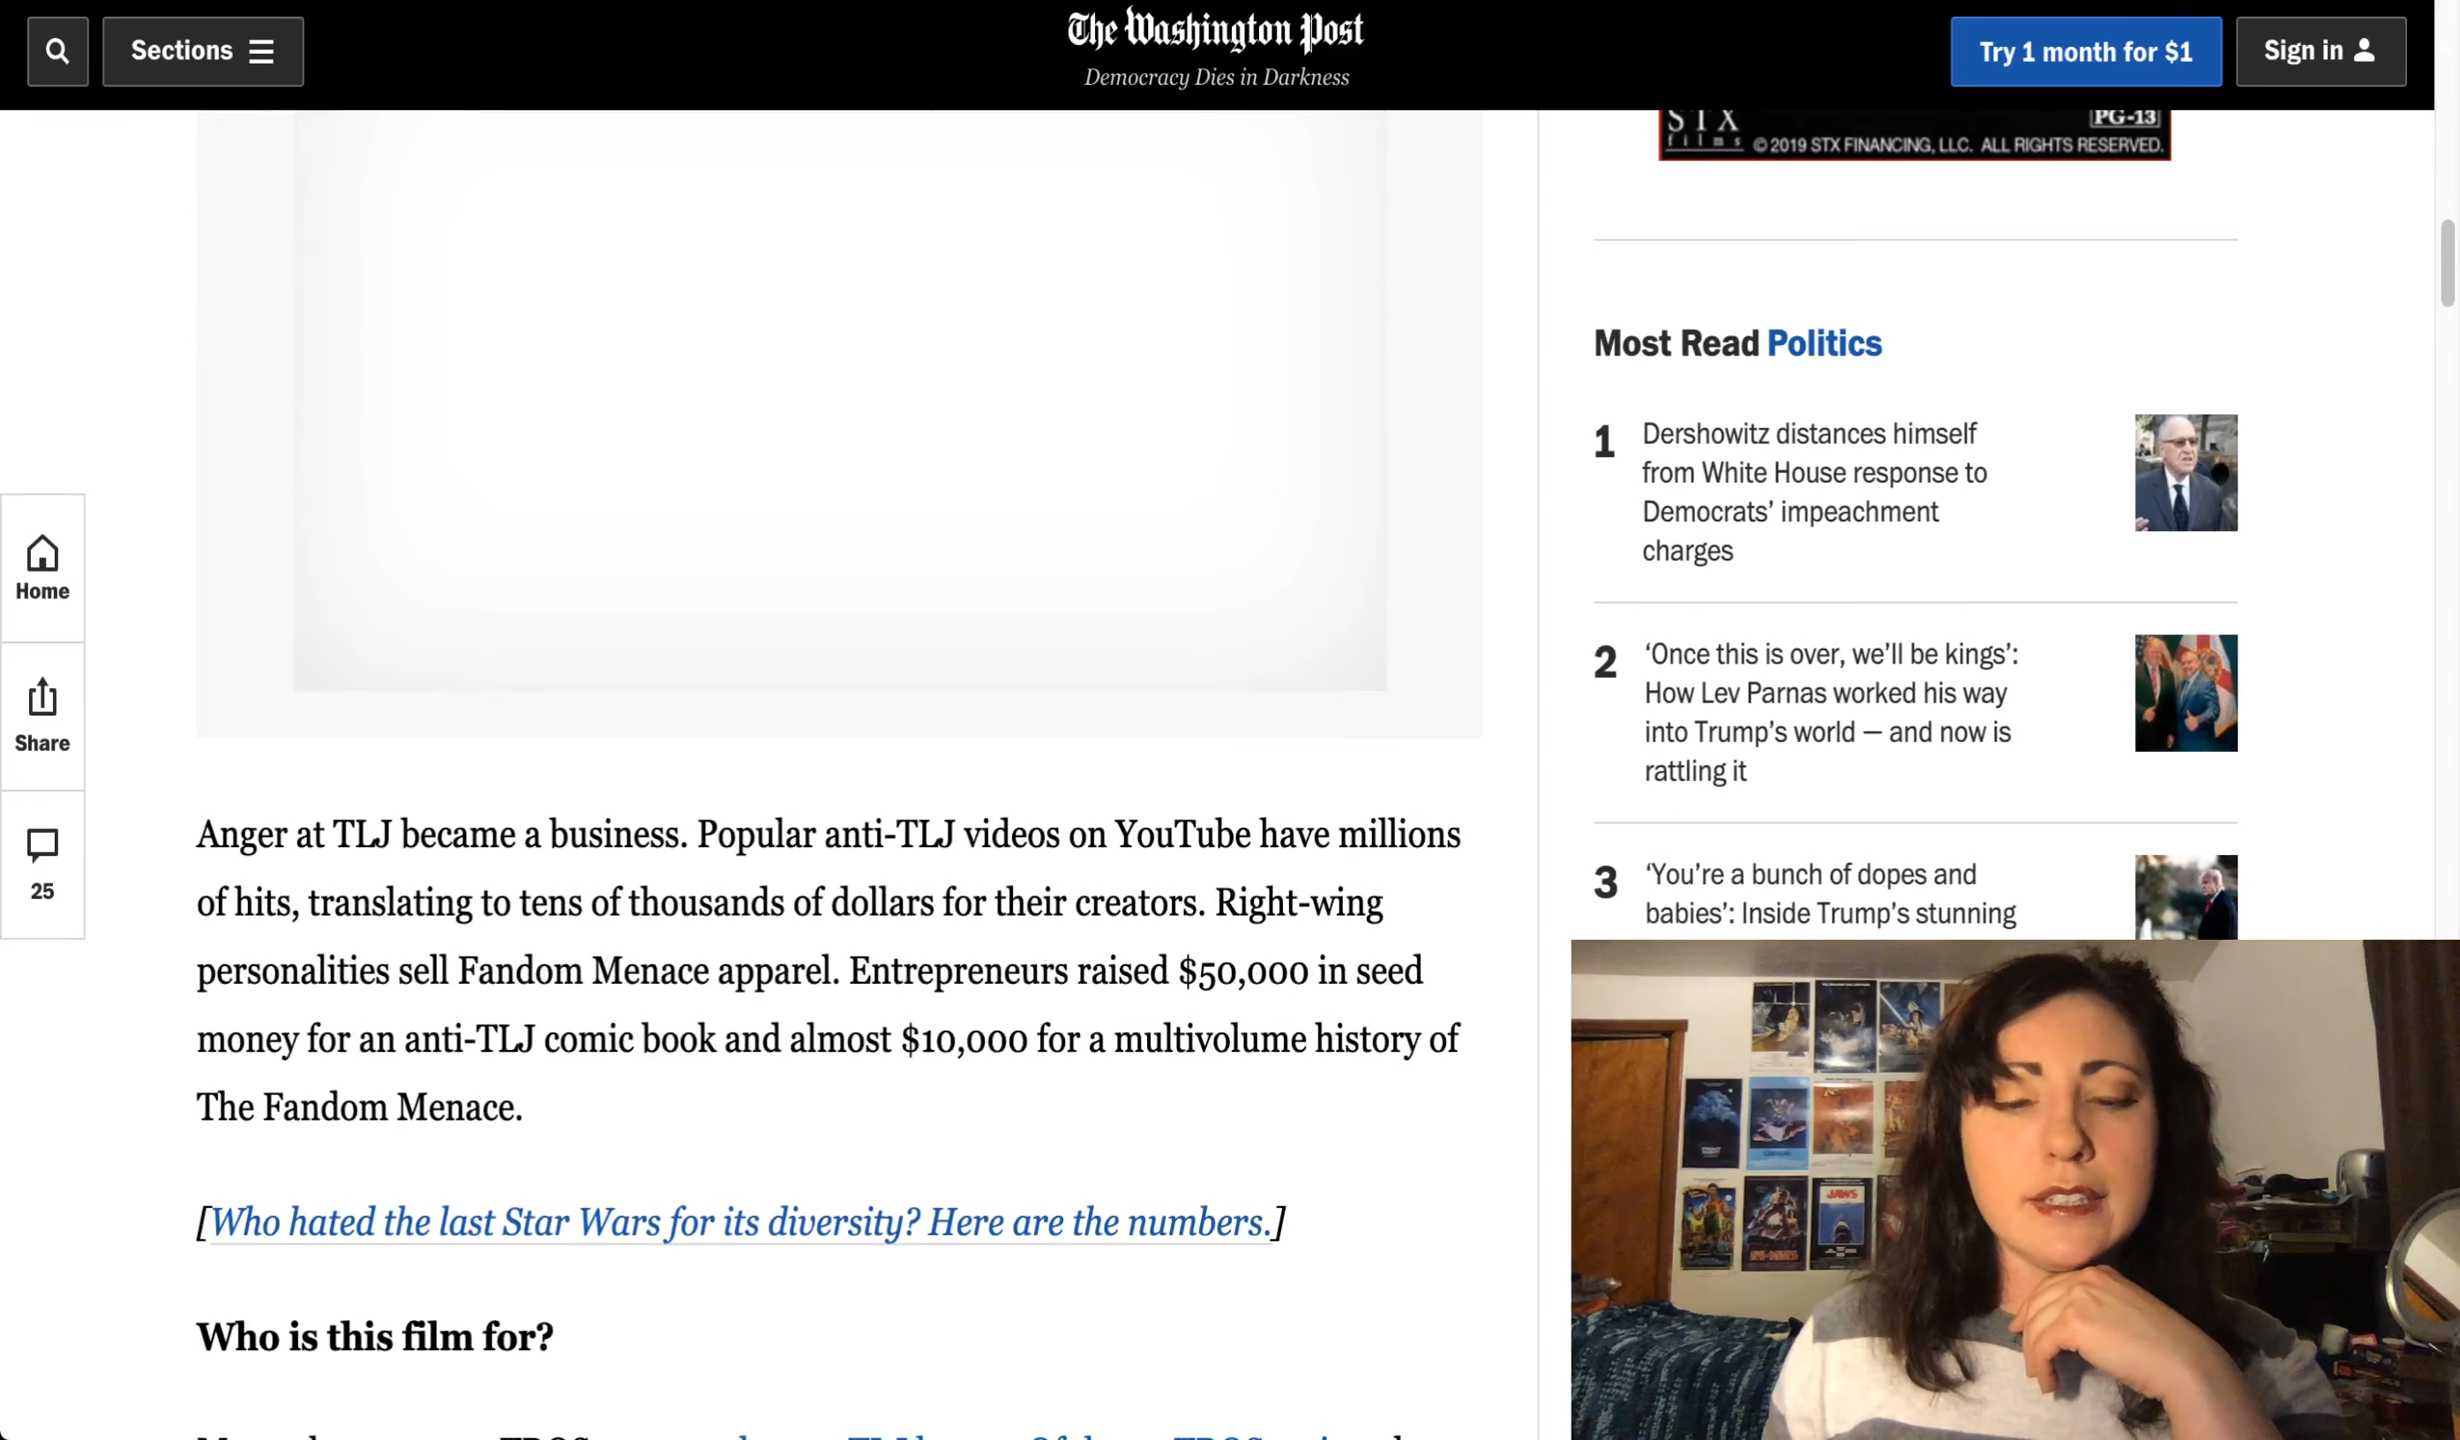 Sections
The Washington Post
Democracy Dies in Darkness
Try 1 month for $1
Sign in
STX
films
PG-13
© 2019 STX FINANCING, LLC. ALL RIGHTS RESERVED.
Home
Share
25
Anger at TLJ became a business. Popular anti-TLJ videos on YouTube have millions
of hits, translating to tens of thousands of dollars for their creators. Right-wing
personalities sell Fandom Menace apparel. Entrepreneurs raised $50,000 in seed
money for an anti-TLJ comic book and almost $10,000 for a multivolume history of
The Fandom Menace.
[Who hated the last Star Wars for its diversity? Here are the numbers.]
Who is this film for?
Most Read Politics
1
Dershowitz distances himself
from White House response to
Democrats’ impeachment
charges
2
‘Once this is over, we’ll be kings’:
How Lev Parnas worked his way
into Trump’s world — and now is
rattling it
3
‘You’re a bunch of dopes and
babies’: Inside Trump’s stunning
JAWS